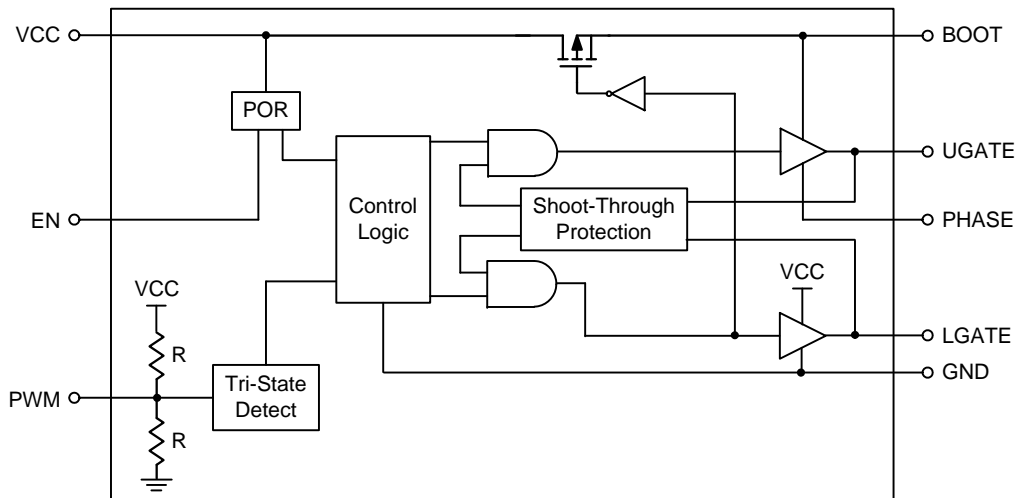 VCC
BOOT
POR
UGATE
Control
Logic
Shoot-Through
Protection
EN
PHASE
VCC
VCC
R
LGATE
Tri-State
Detect
GND
PWM
R